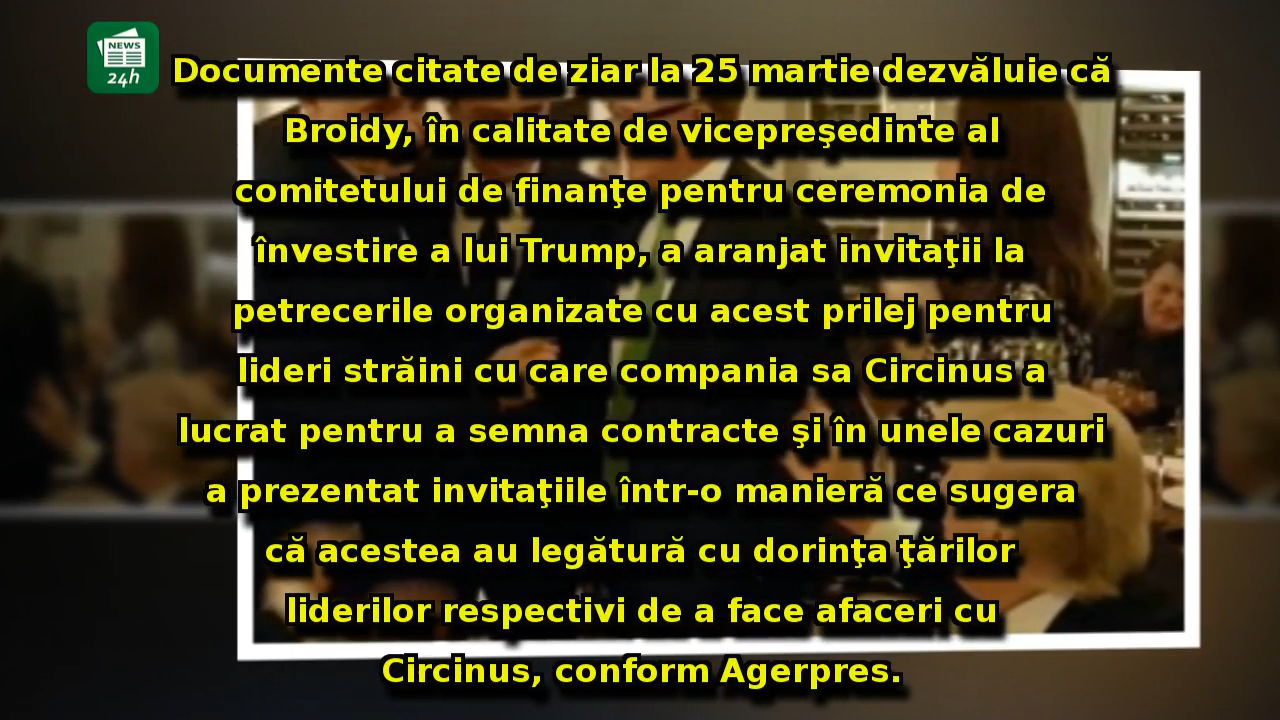 NEWS
24h
Documente citate de ziar la 25 martie dezvăluie că
Broidy, în calitate de vicepreşedinte al
comitetului de finanţe pentru ceremonia de
învestire a lui Trump, a aranjat invitaţii la
petrecerile organizate cu acest prilej pentru
lideri străini cu care compania sa Circinus a
lucrat pentru a semna contracte şi în unele cazuri
a prezentat invitaţiile într-o manieră ce sugera
că acestea au legătură cu dorinţa ţărilor
liderilor respectivi de a face afaceri cu
Circinus, conform Agerpres.